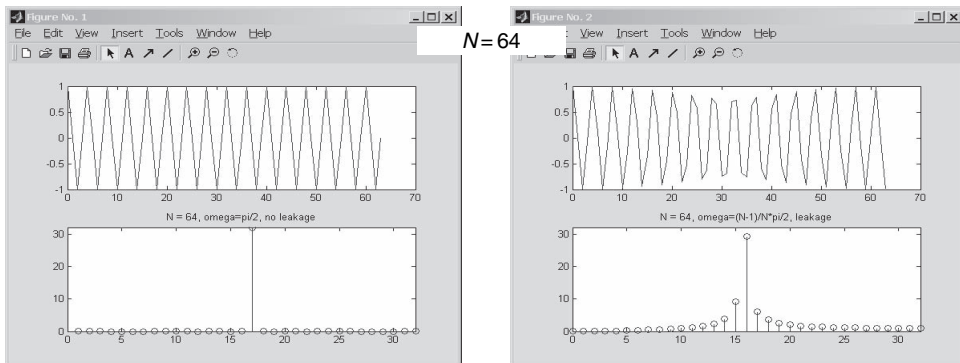 Figure No. 1
File Edit View Insert Tools Window Help
A
1
0.5
0
-0.5
-1
0 10 20 30 40 50 60 70
N = 64, omega=pi/2, no leakage
30
20
10
0
0 10 20 30
N = 64
Figure No. 2
View Insert Tools Window Help
A
1
0.5
0
-0.5
-1
0 10 20 30 40 50 60 70
N = 64, omega=(N-1)/N*pi/2, leakage
30
20
10
0
0 5 10 15 20 25 30